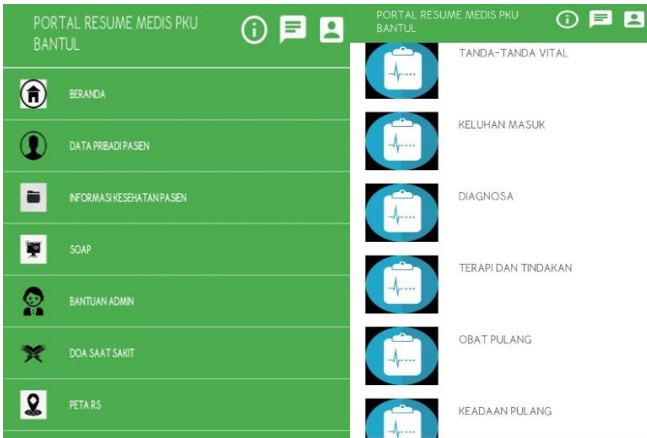 PORTAL RESUME MEDIS PKU
BANTUL
BERANDA
DATA PRIBADI PASIEN
INFORMASI KESEHATAN PASIEN
SOAP
BANTUAN ADMIN
DOA SAAT SAKIT
PETA RS
PORTAL RESUME MEDIS PKU
BANTUL
TANDA-TANDA VITAL
KELUHAN MASUK
DIAGNOSA
TERAPI DAN TINDAKAN
OBAT PULANG
KEADAAN PULANG